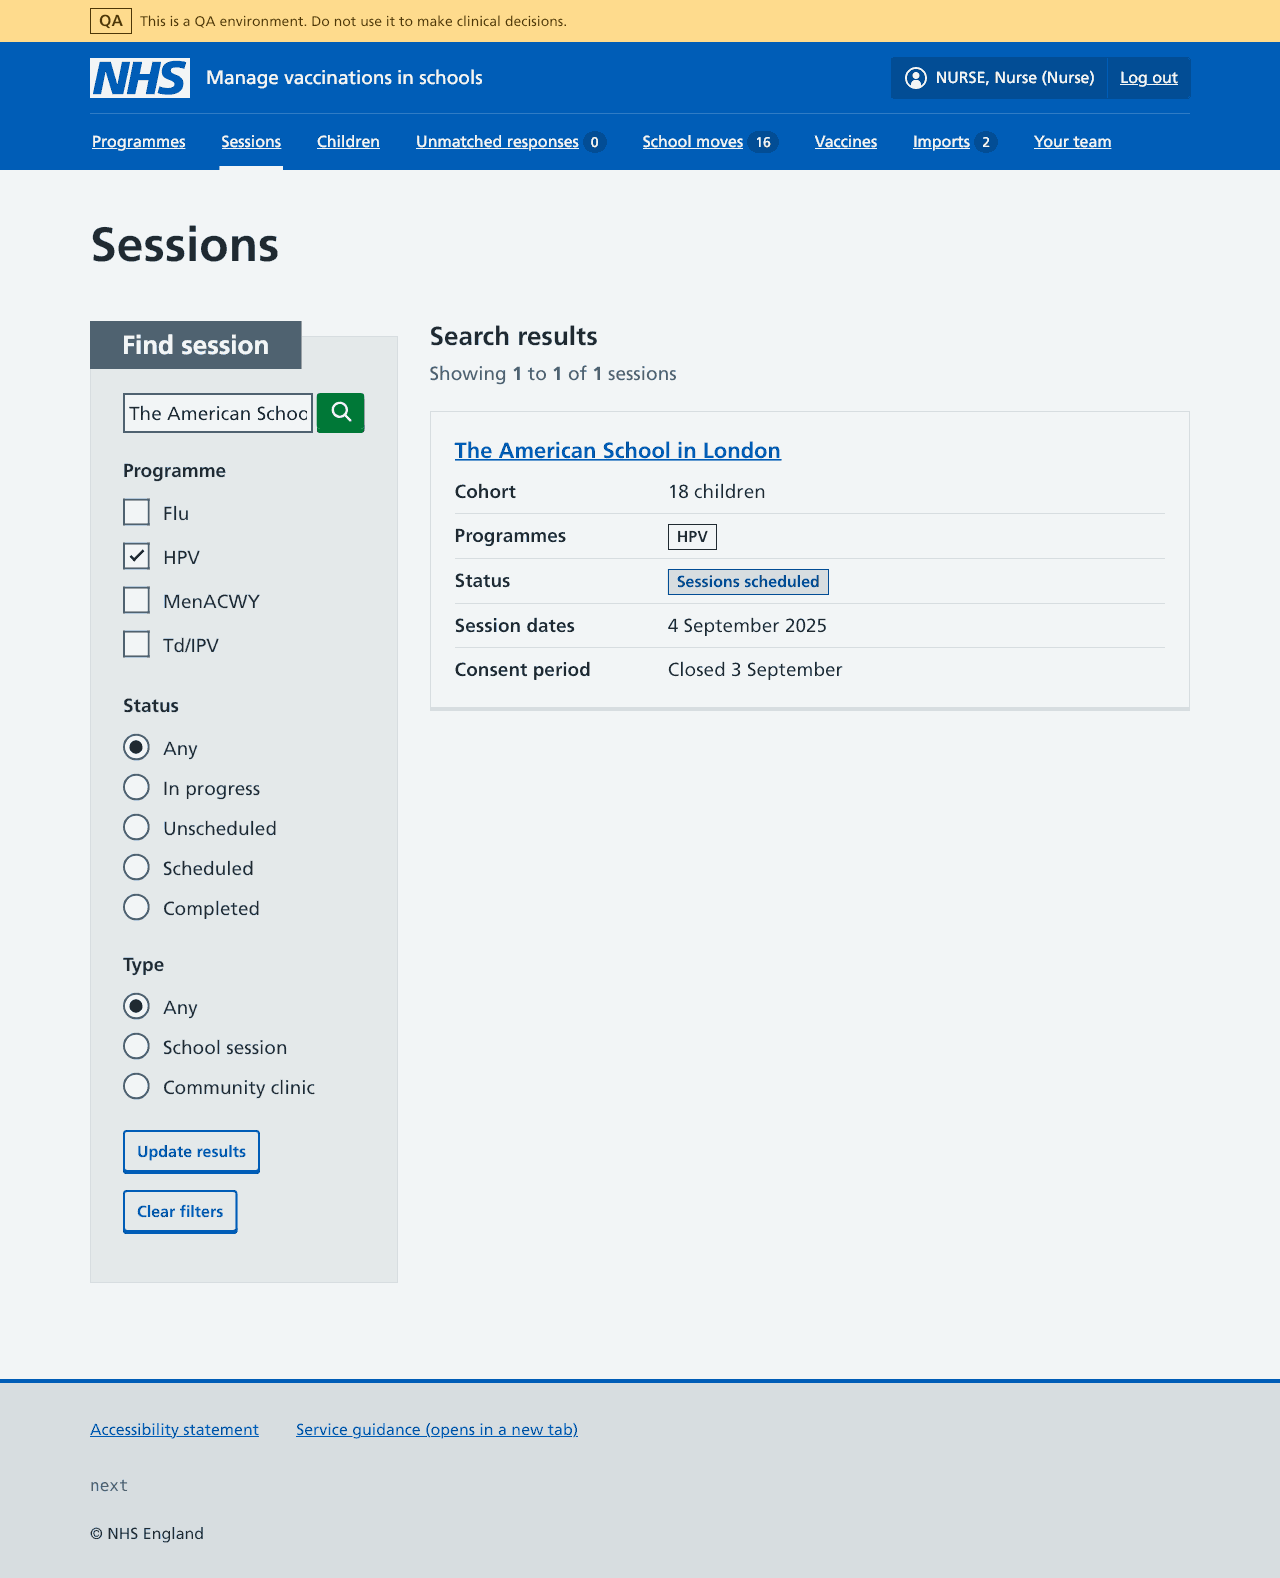 QA This is a QA environment. Do not use it to make clinical decisions.
NHS Manage vaccinations in schools NURSE, Nurse (Nurse) Log out
Programmes Sessions Children Unmatched responses 0 School moves 16 Vaccines Imports 2 Your team
Sessions
Find session
The American Schoo
Programme
Flu
HPV
MenACWY
Td/IPV
Status
Any
In progress
Unscheduled
Scheduled
Completed
Type
Any
School session
Community clinic
Update results
Clear filters
Search results
Showing 1 to 1 of 1 sessions
The American School in London
Cohort 18 children
Programmes HPV
Status Sessions scheduled
Session dates 4 September 2025
Consent period Closed 3 September
Accessibility statement Service guidance (opens in a new tab)
next
© NHS England